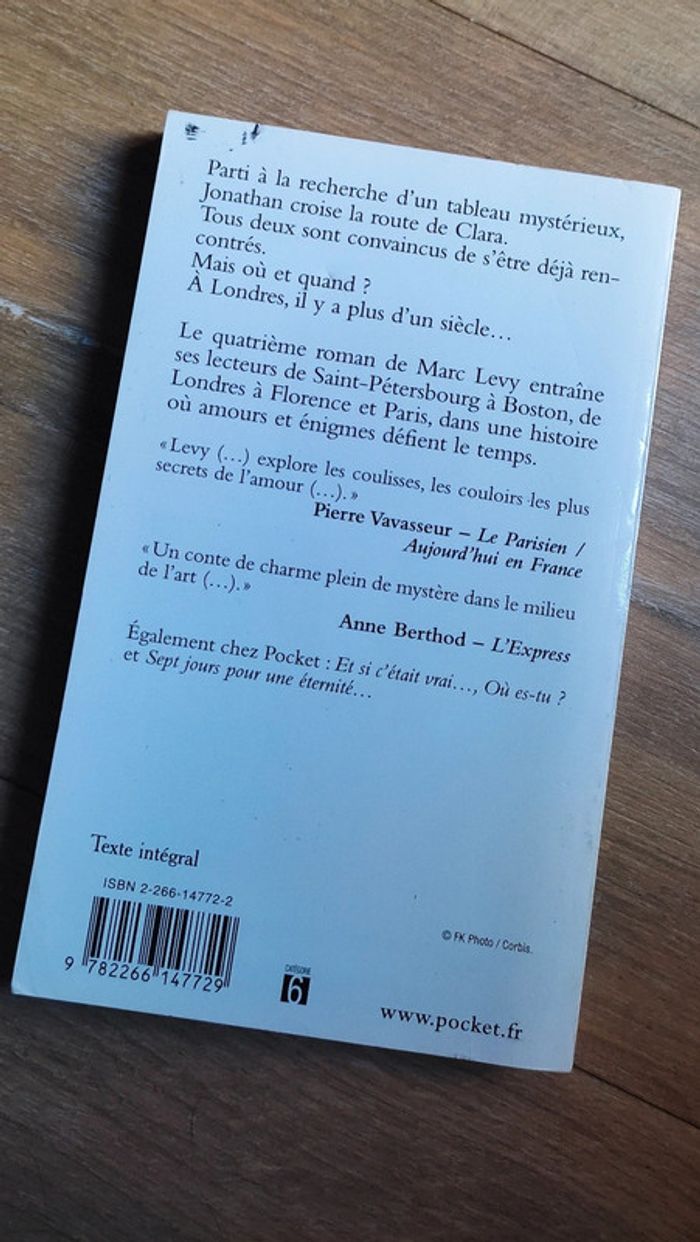 Parti à la recherche d'un tableau mystérieux,
Jonathan croise la route de Clara.
Tous deux sont convaincus de s'être déjà ren-
contrés.
Mais où et quand ?
À Londres, il y a plus d'un siècle...
Le quatrième roman de Marc Levy entraîne
ses lecteurs de Saint-Pétersbourg à Boston, de
Londres à Florence et Paris, dans une histoire
où amours et énigmes défient le temps.
« Levy (...) explore les coulisses, les couloirs les plus
secrets de l'amour (...). »
Pierre Vavasseur – Le Parisien /
Aujourd'hui en France
« Un conte de charme plein de mystère dans le milieu
de l'art (...). »
Anne Berthod – L'Express
Également chez Pocket : Et si c'était vrai..., Où es-tu ?
et Sept jours pour une éternité...
Texte intégral
ISBN 2-266-14772-2
9 782266 147729
CATÉGORIE
6
© FK Photo / Corbis.
www.pocket.fr